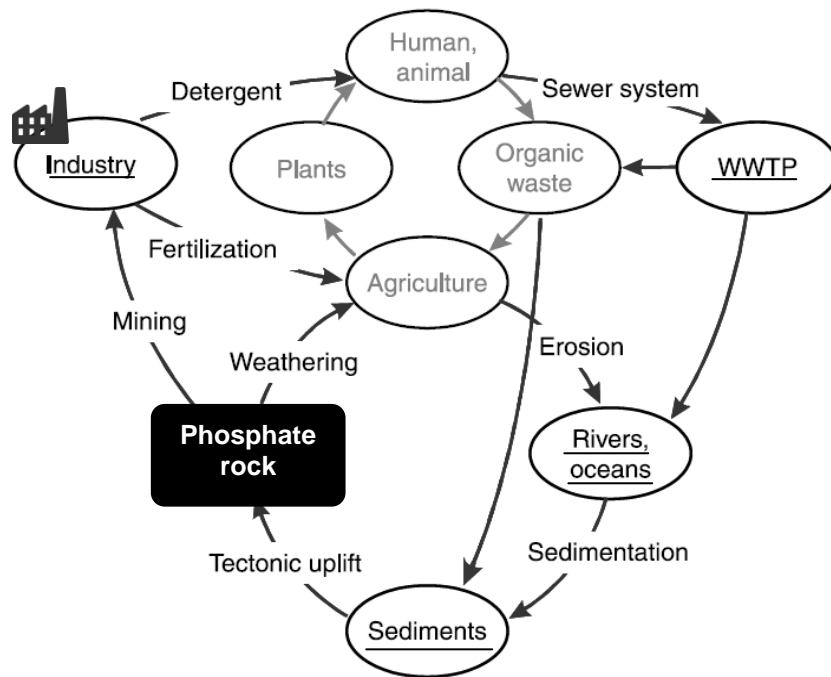 Human,
animal
Detergent
Sewer system
Industry
Plants
Organic
waste
WWTP
Fertilization
Agriculture
Mining
Weathering
Erosion
Phosphate
rock
Rivers,
oceans
Tectonic uplift
Sedimentation
Sediments